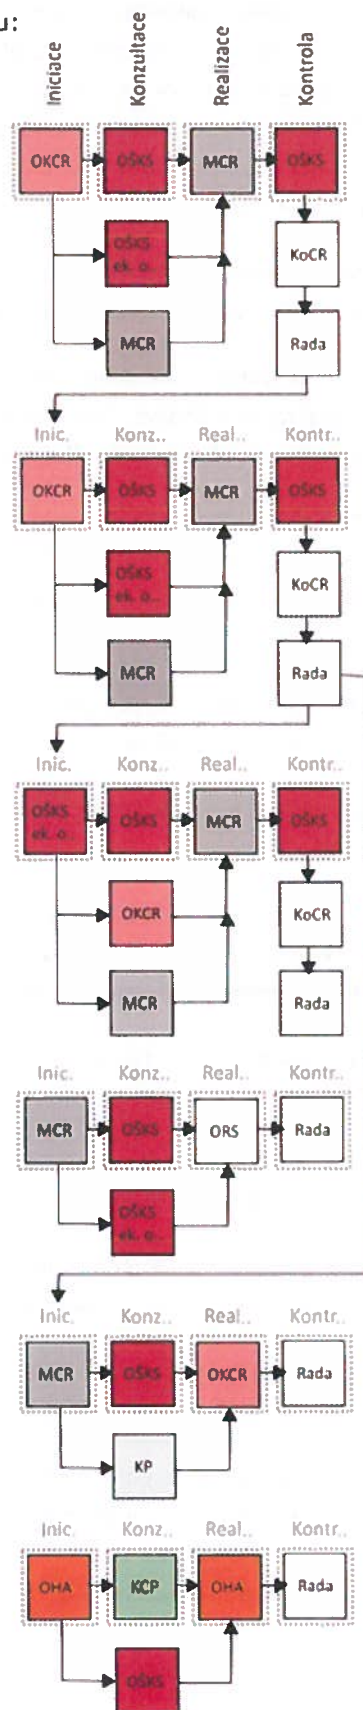 u:
Iniciace Konzultace Realizace Kontrola
OKCR OŠKS MCR OŠKS
OŠKS KoCR
ek. o.
MCR Rada
Inic. Konz.. Real.. Kontr..
OKCR OŠKS MCR OŠKS
OŠKS KoCR
ek. o..
MCR Rada
Inic. Konz.. Real.. Kontr..
OŠKS OŠKS MCR OŠKS
ek. o.
OKCR KoCR
MCR Rada
Inic. Konz.. Real.. Kontr..
MCR OŠKS ORS Rada
OŠKS
ek. o.
Inic. Konz.. Real.. Kontr..
MCR OŠKS OKCR Rada
KP
Inic. Konz.. Real.. Kontr..
OHA KCP OHA Rada
OŠKS